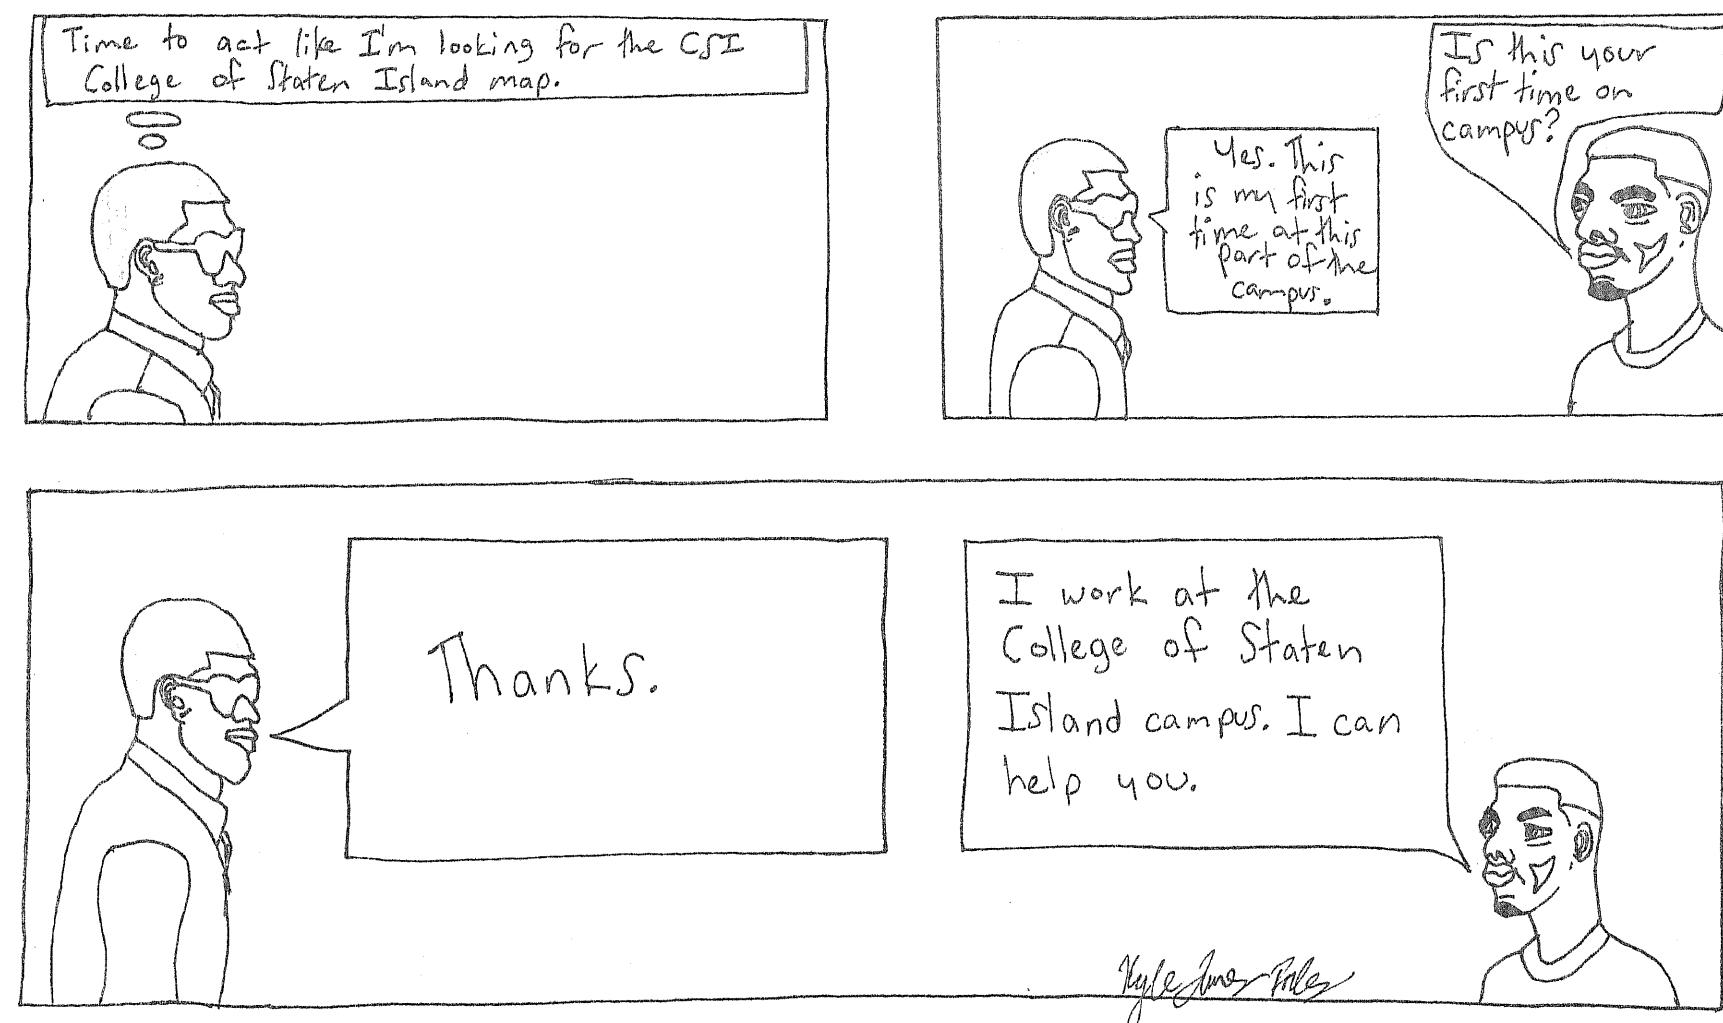 Time to act like I'm looking for the CSI
College of Staten Island map.
Is this your
first time on
campus?
Yes. This
is my first
time at this
part of the
campus.
I work at the
College of Staten
Island campus. I can
help you.
Thanks.
Kyle James